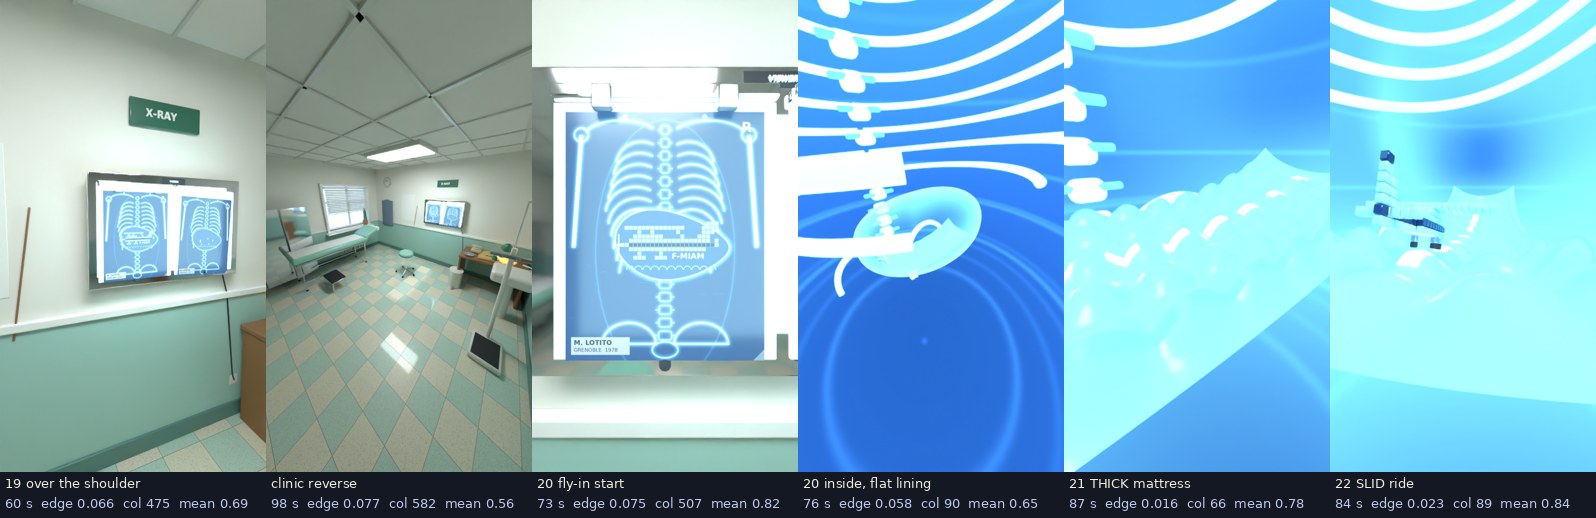 X-RAY
R
F-MIAM
M. LOTITO
GRENOBLE 1978
19 over the shoulder
60 s edge 0.066 col 475 mean 0.69
clinic reverse
98 s edge 0.077 col 582 mean 0.56
20 fly-in start
73 s edge 0.075 col 507 mean 0.82
20 inside, flat lining
76 s edge 0.058 col 90 mean 0.65
21 THICK mattress
87 s edge 0.016 col 66 mean 0.78
22 SLID ride
84 s edge 0.023 col 89 mean 0.84